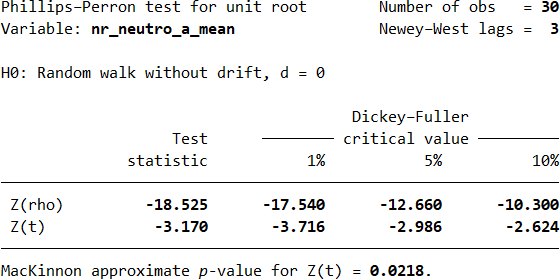 Phillips–Perron test for unit root Number of obs = 30
Variable: nr_neutro_a_mean Newey–West lags = 3
H0: Random walk without drift, d = 0
Dickey–Fuller
Test critical value
statistic 1% 5% 10%
Z(rho) -18.525 -17.540 -12.660 -10.300
Z(t) -3.170 -3.716 -2.986 -2.624
MacKinnon approximate p-value for Z(t) = 0.0218.